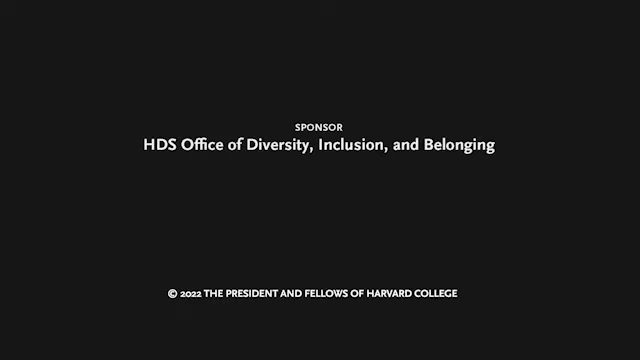 SPONSOR
HDS Office of Diversity, Inclusion, and Belonging
© 2022 THE PRESIDENT AND FELLOWS OF HARVARD COLLEGE